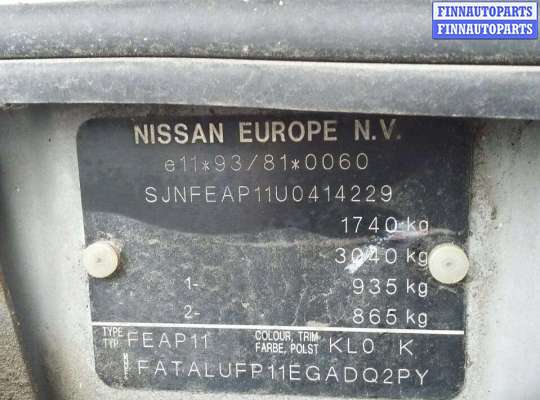 FINNAUTOPARTS
FINNAUTOPARTS
NISSAN EUROPE N.V.
e11*93/81*0060
SJNFEAP11U0414229
1740 kg
3040 kg
1- 935 kg
2- 865 kg
TYPE TYP FEAP11 COLOUR, TRIM FARBE, POLST KL0 K
FATALUFP11EGADQ2PY